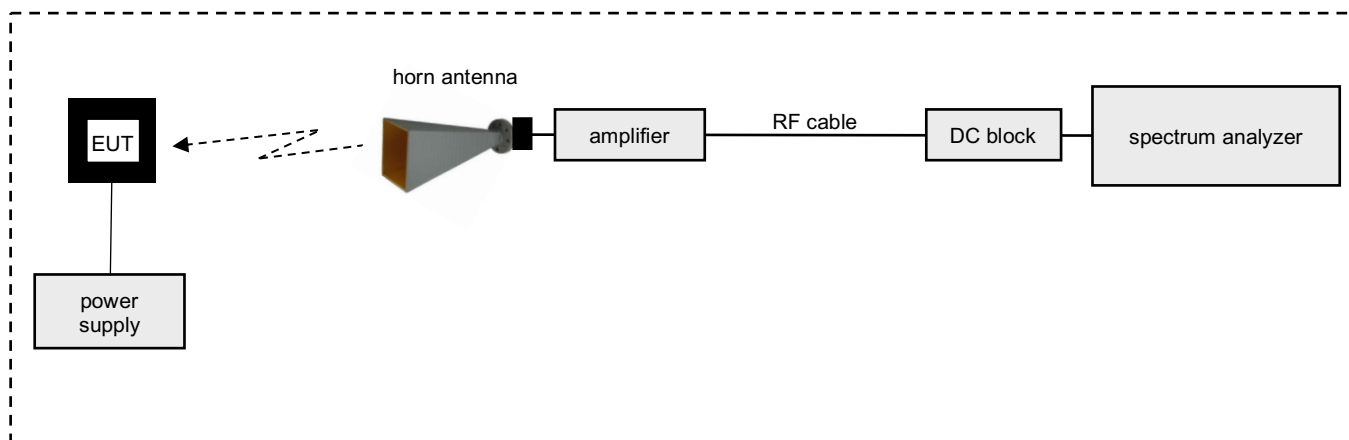 horn antenna
EUT
amplifier
RF cable
DC block
spectrum analyzer
power
supply